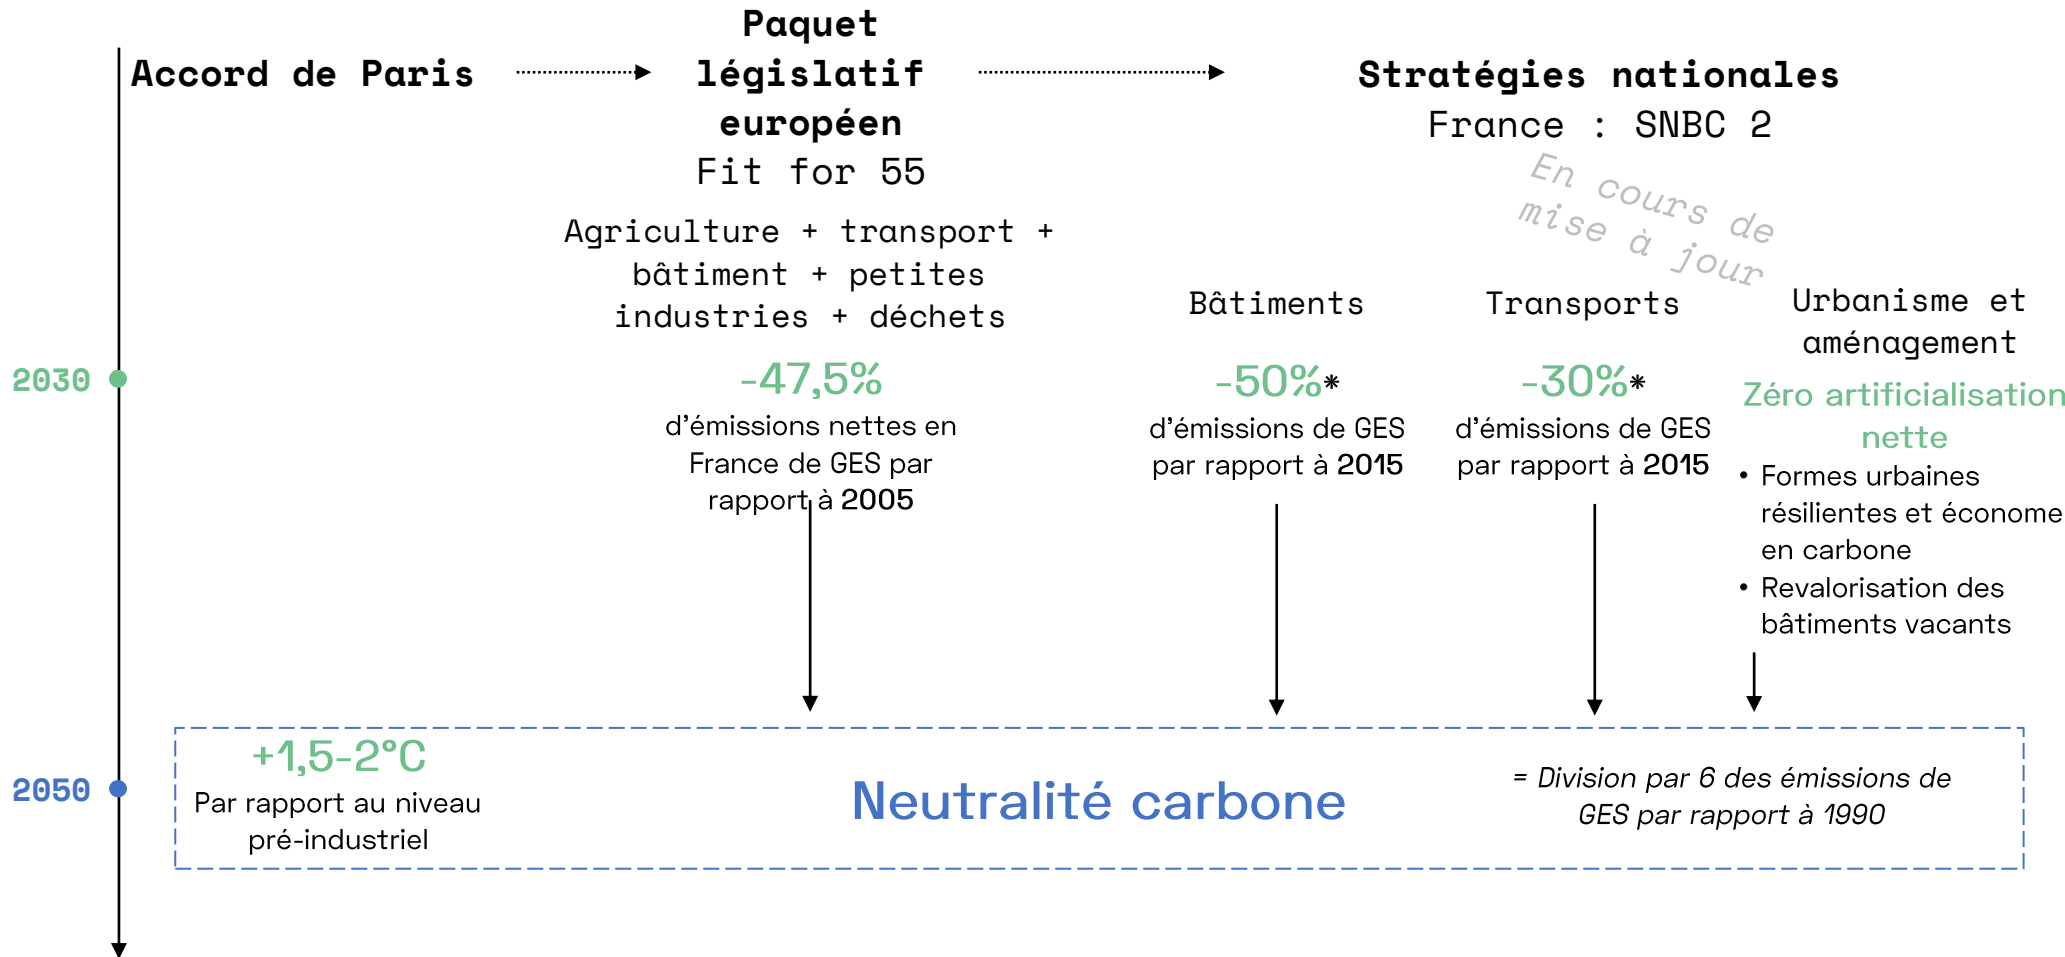 Accord de Paris
Paquet
législatif
européen
Fit for 55
Agriculture + transport +
bâtiment + petites
industries + déchets
Stratégies nationales
France : SNBC 2
En cours de
mise à jour
Bâtiments
Transports
Urbanisme et
aménagement
2030
-47,5%
d'émissions nettes en
France de GES par
rapport à 2005
-50%*
d'émissions de GES
par rapport à 2015
-30%*
d'émissions de GES
par rapport à 2015
Zéro artificialisation
nette
• Formes urbaines
résilientes et économe
en carbone
• Revalorisation des
bâtiments vacants
2050
+1,5-2°C
Par rapport au niveau
pré-industriel
Neutralité carbone
= Division par 6 des émissions de
GES par rapport à 1990